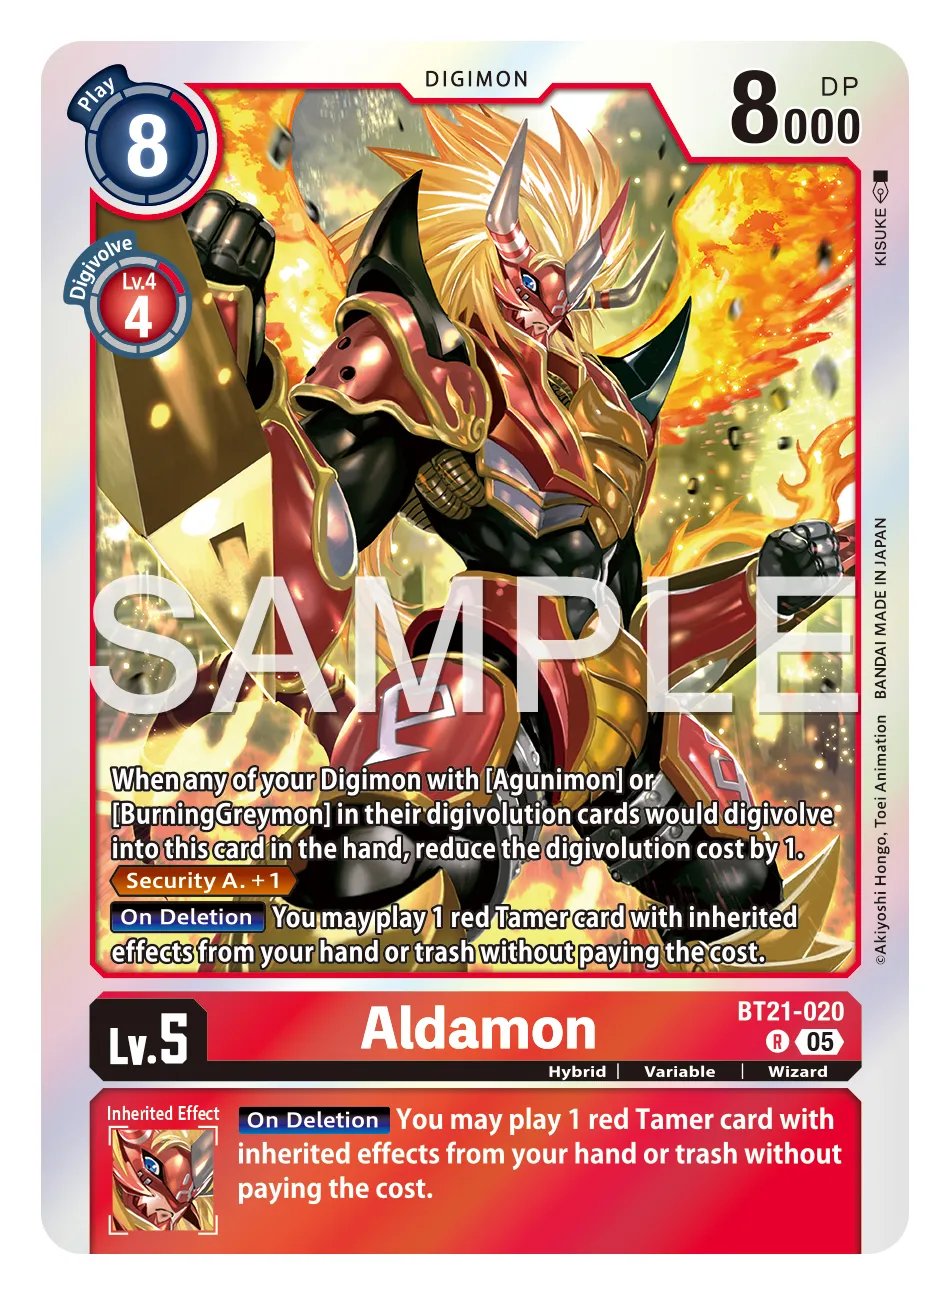 DIGIMON
Play
8
DP
8000
KISUKE
Digivolve
Lv.4
4
SAMPLE
When any of your Digimon with [Agunimon] or
[BurningGreymon] in their digivolution cards would digivolve
into this card in the hand, reduce the digivolution cost by 1.
Security A. +1
On Deletion You may play 1 red Tamer card with inherited
effects from your hand or trash without paying the cost.
©Akiyoshi Hongo, Toei Animation BANDAI MADE IN JAPAN
Lv.5
Aldamon
BT21-020
R 05
Hybrid | Variable | Wizard
Inherited Effect
On Deletion You may play 1 red Tamer card with
inherited effects from your hand or trash without
paying the cost.